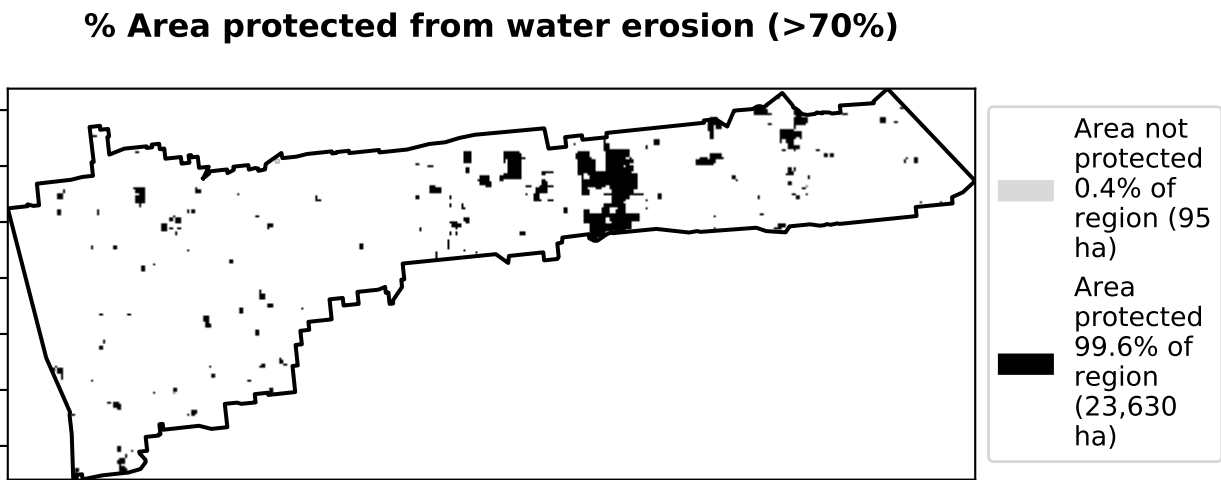 % Area protected from water erosion (>70%)
Area not
protected
0.4% of
region (95
ha)
Area
protected
99.6% of
region
(23,630
ha)